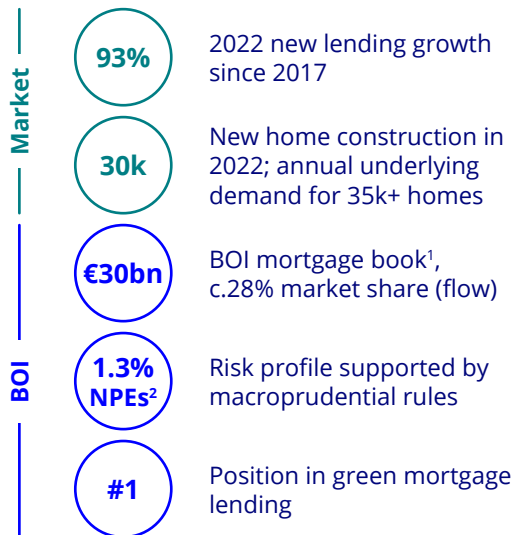 Market
93%
2022 new lending growth
since 2017
30k
New home construction in
2022; annual underlying
demand for 35k+ homes
BOI
€30bn
BOI mortgage book¹,
c.28% market share (flow)
1.3%
NPEs²
Risk profile supported by
macroprudential rules
#1
Position in green mortgage
lending